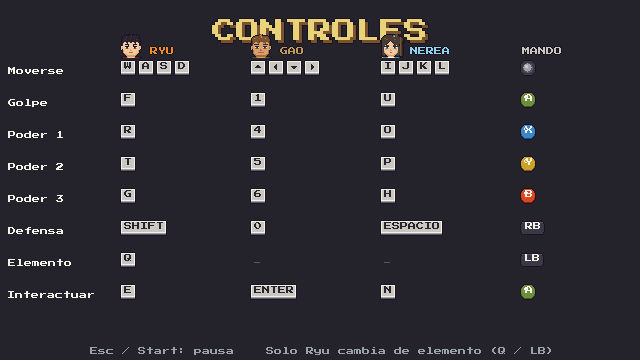 CONTROLES
RYU GAO NEREA MANDO
Moverse W A S D I J K L
Golpe F 1 U A
Poder 1 R 4 O X
Poder 2 T 5 P Y
Poder 3 G 6 H B
Defensa SHIFT 0 ESPACIO RB
Elemento Q – – LB
Interactuar E ENTER N A
Esc / Start: pausa Solo Ryu cambia de elemento (Q / LB)